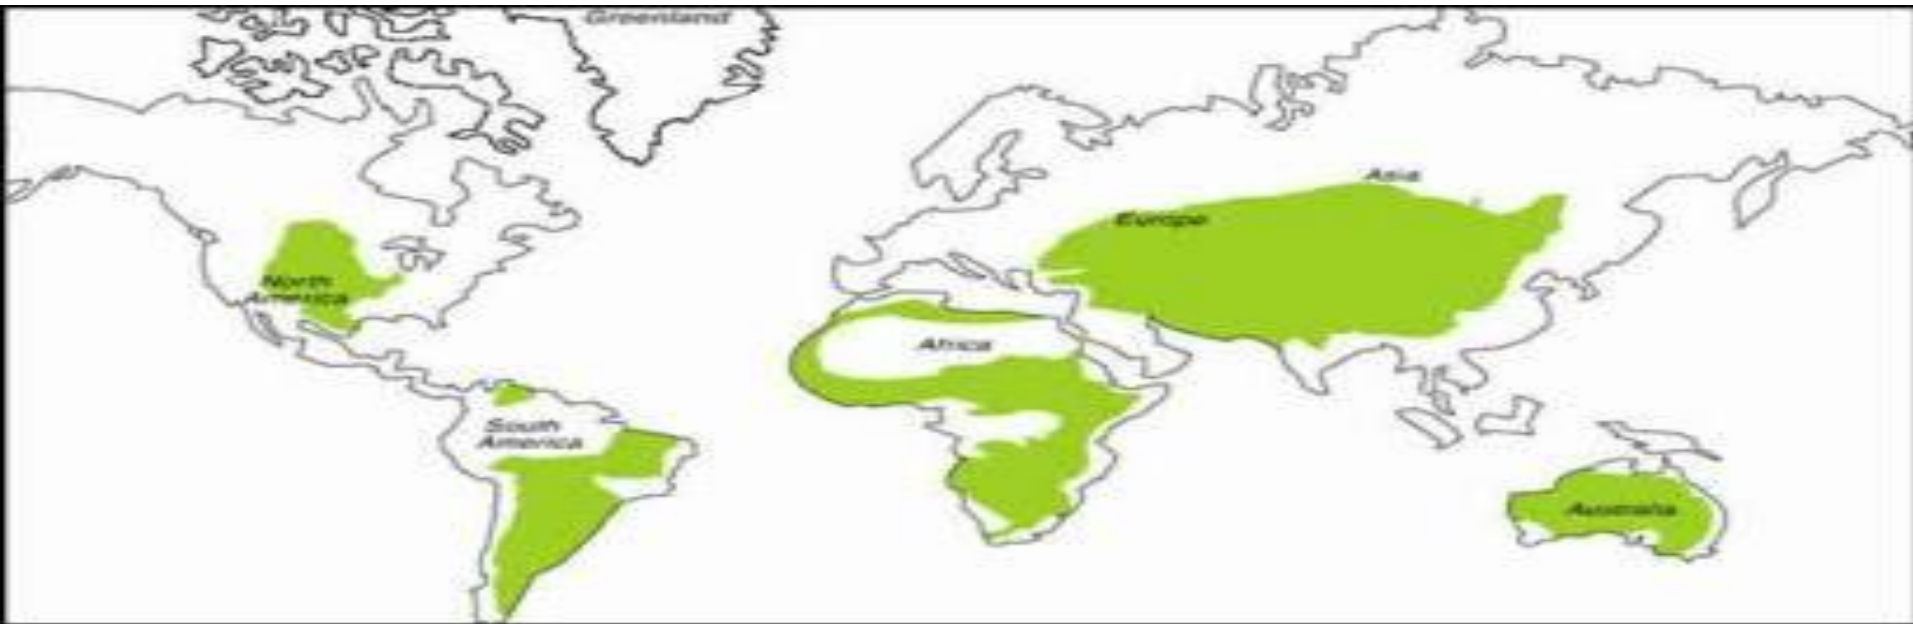 Greenland
Asia
Europe
North
America
Africa
South
America
Australia